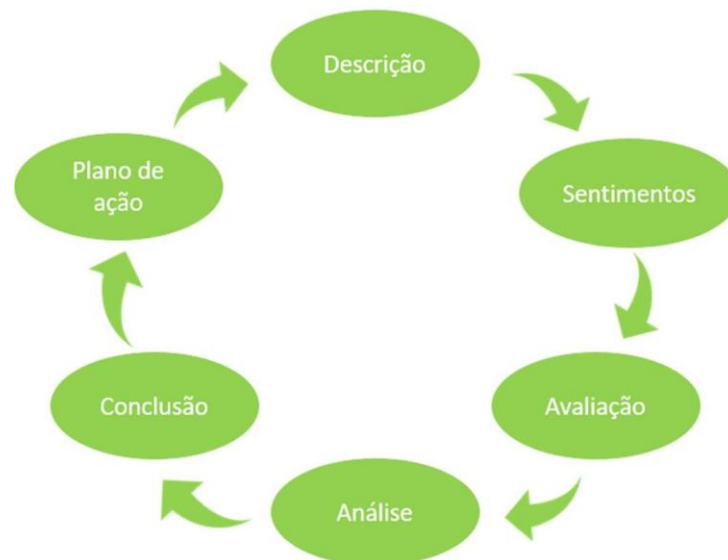 Descrição
Sentimentos
Avaliação
Análise
Conclusão
Plano de
ação